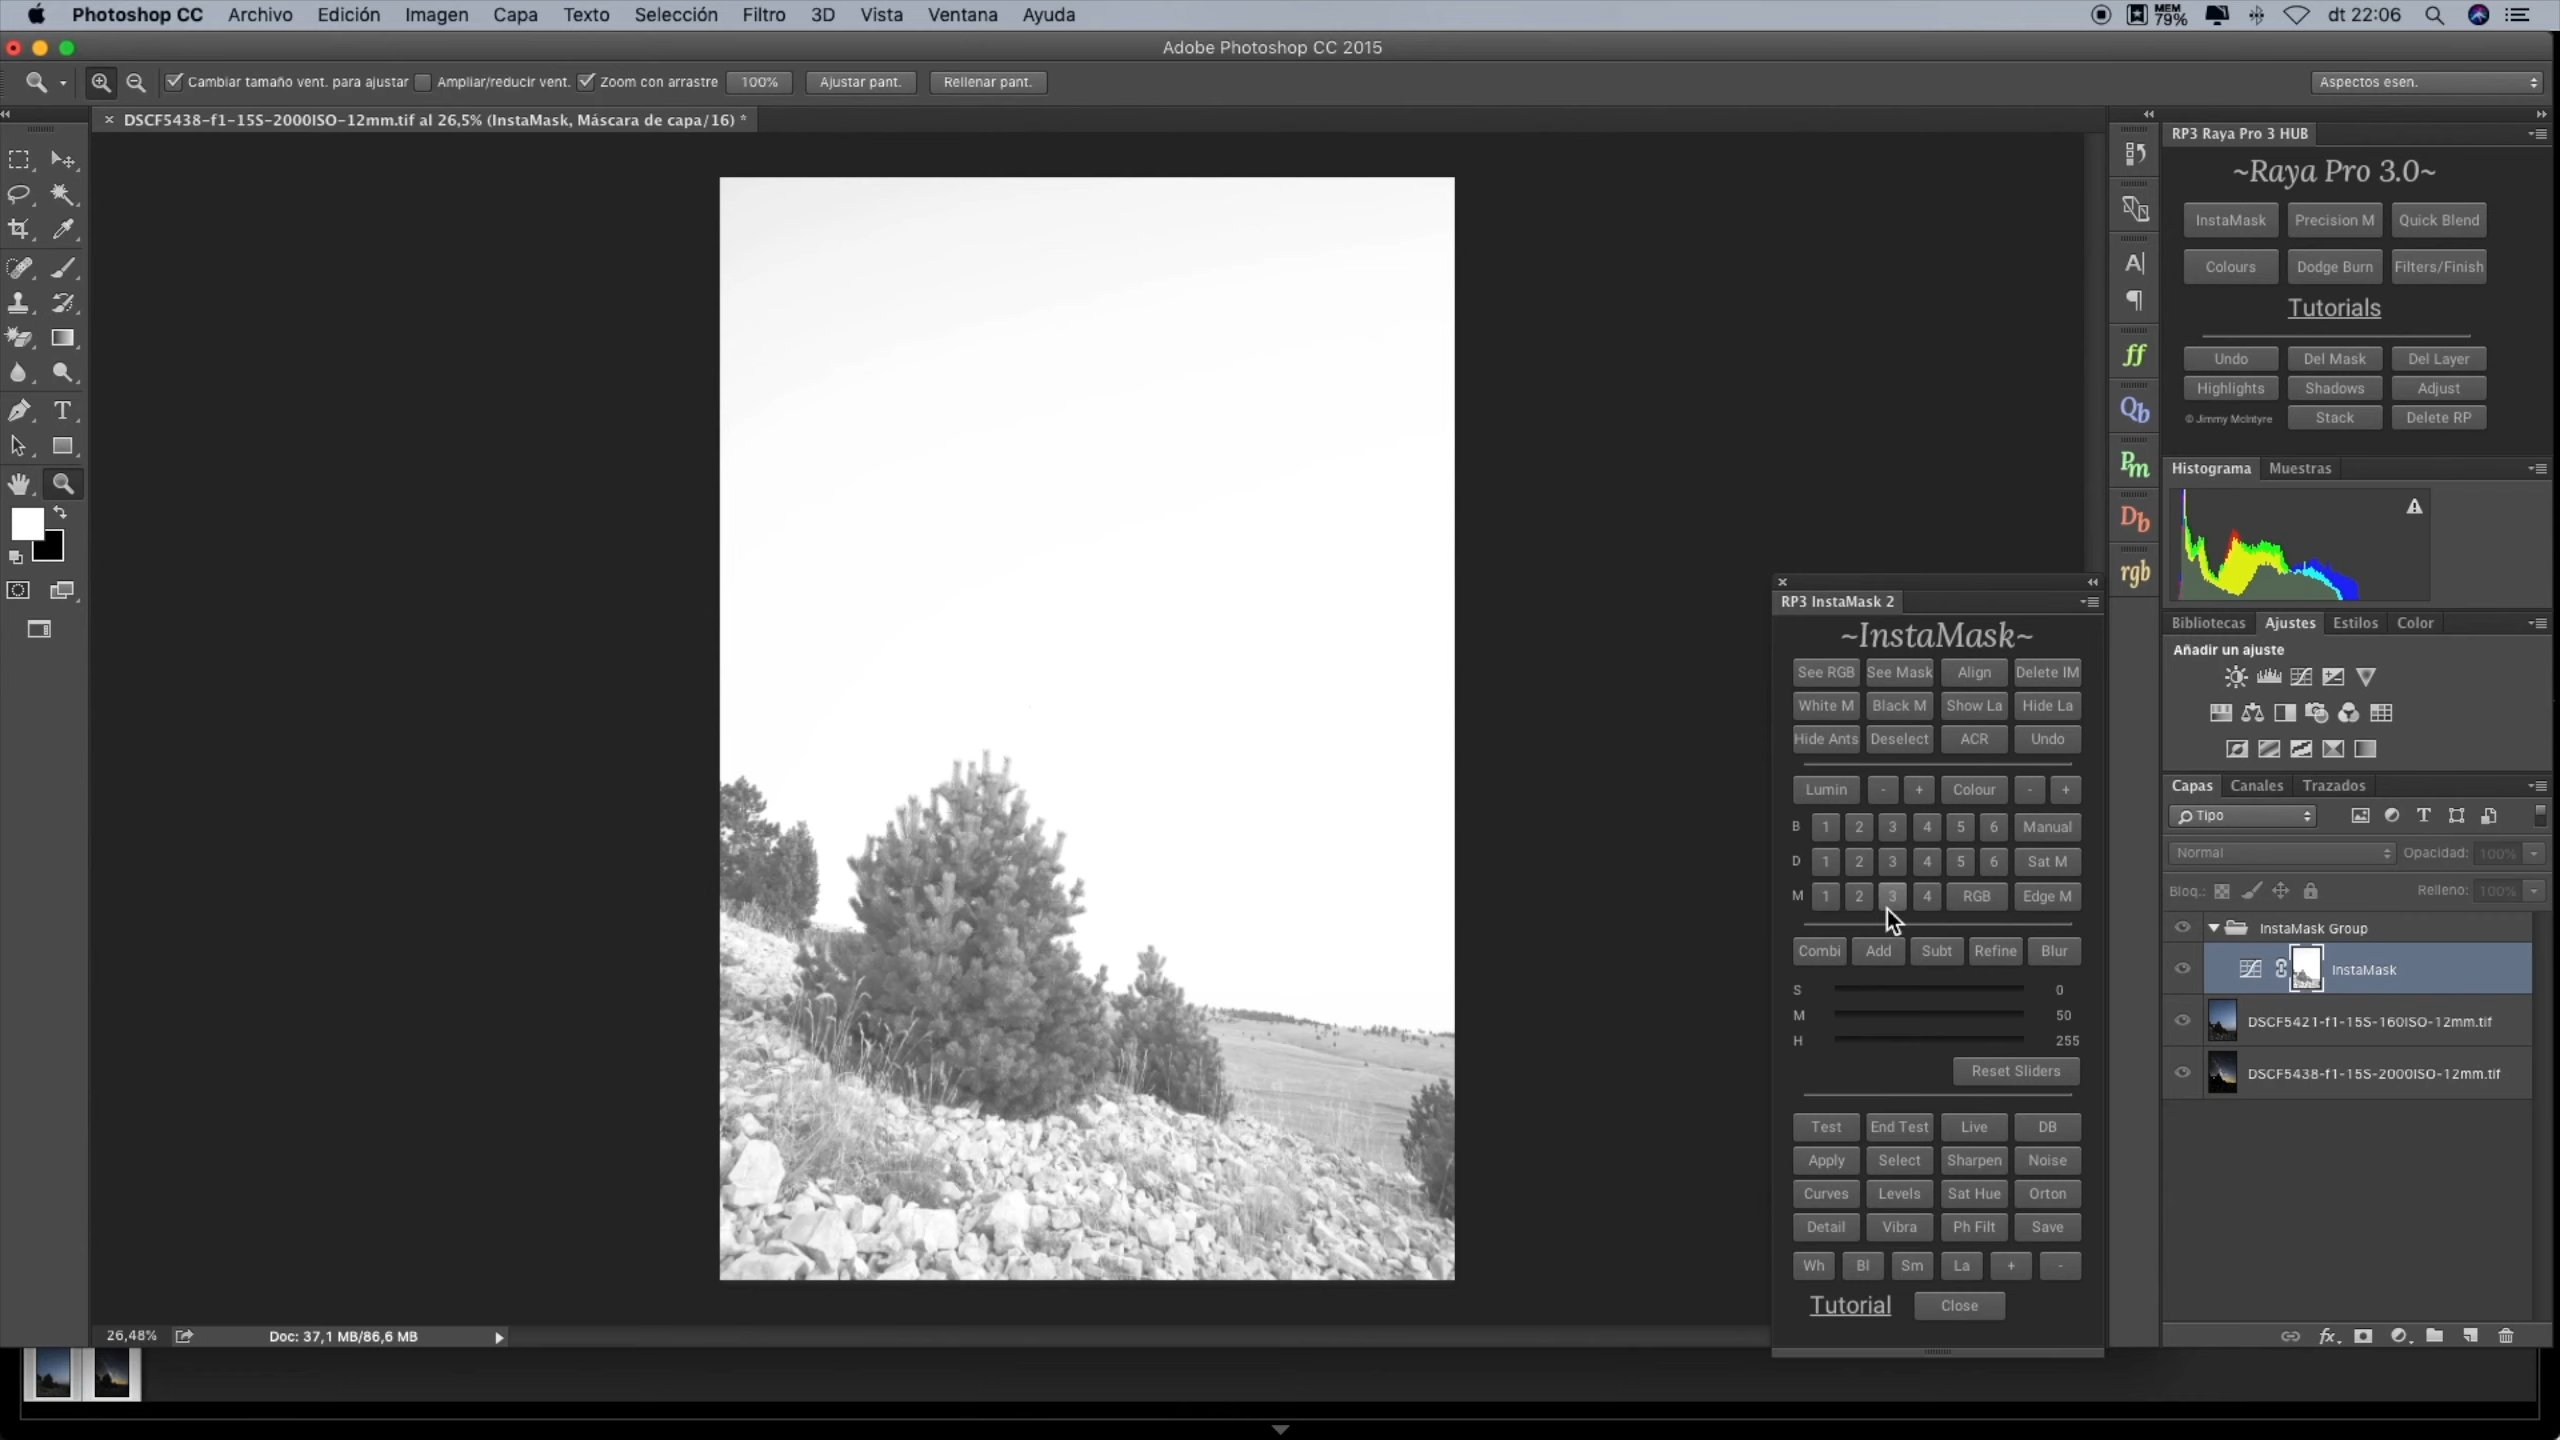 Photoshop CC Archivo Edición Imagen Capa Texto Selección Filtro 3D Vista Ventana Ayuda MEM 79% dt 22:06
Adobe Photoshop CC 2015
Cambiar tamaño vent. para ajustar Ampliar/reducir vent. Zoom con arrastre 100% Ajustar pant. Rellenar pant. Aspectos esen.
DSCF5438-f1-15S-2000ISO-12mm.tif al 26,5% (InstaMask, Máscara de capa/16) *
RP3 Raya Pro 3 HUB
~Raya Pro 3.0~
InstaMask Precision M Quick Blend
Colours Dodge Burn Filters/Finish
Tutorials
Undo Del Mask Del Layer
Highlights Shadows Adjust
© Jimmy McIntyre Stack Delete RP
ff
Qb
Pm
Db
rgb
Histograma Muestras
Bibliotecas Ajustes Estilos Color
Añadir un ajuste
Capas Canales Trazados
Tipo
Normal Opacidad: 100%
Bloq.: Relleno: 100%
InstaMask Group
InstaMask
DSCF5421-f1-15S-160ISO-12mm.tif
DSCF5438-f1-15S-2000ISO-12mm.tif
fx
RP3 InstaMask 2
~InstaMask~
See RGB See Mask Align Delete IM
White M Black M Show La Hide La
Hide Ants Deselect ACR Undo
Lumin - + Colour - +
B 1 2 3 4 5 6 Manual
D 1 2 3 4 5 6 Sat M
M 1 2 3 4 RGB Edge M
Combi Add Subt Refine Blur
S 0
M 50
H 255
Reset Sliders
Test End Test Live DB
Apply Select Sharpen Noise
Curves Levels Sat Hue Orton
Detail Vibra Ph Filt Save
Wh Bl Sm La + -
Tutorial Close
26,48% Doc: 37,1 MB/86,6 MB